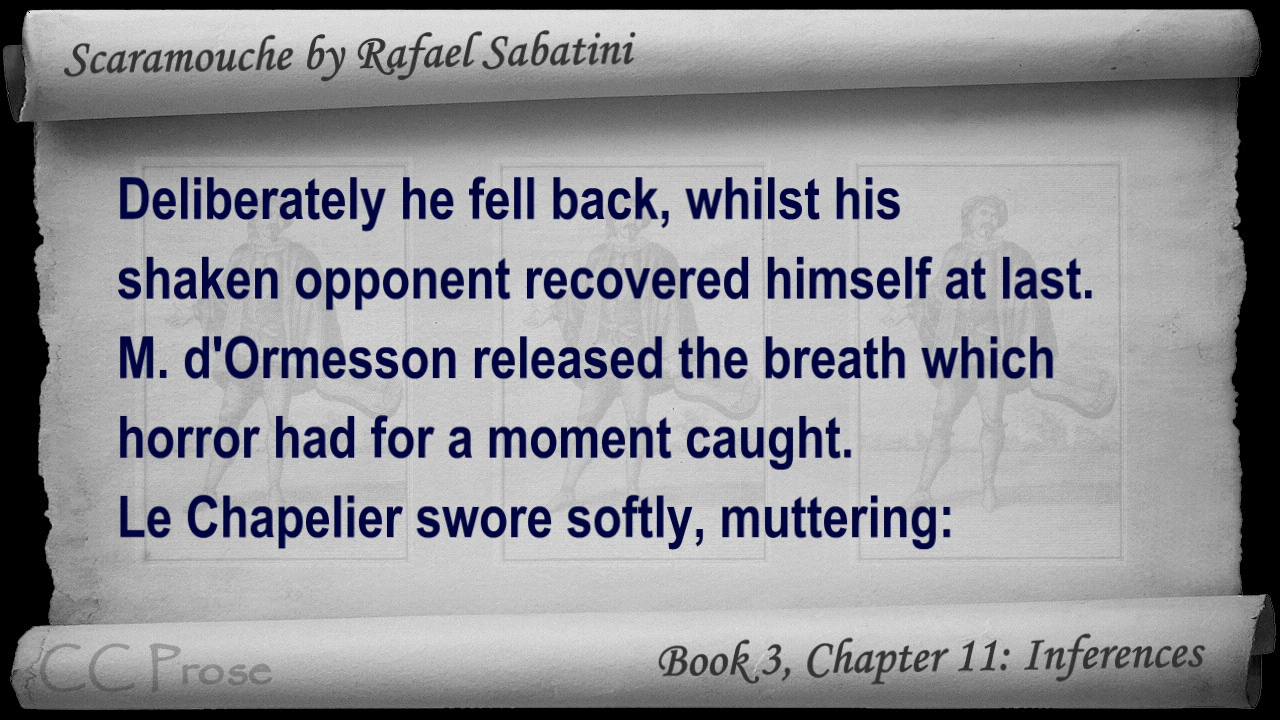 Scaramouche by Rafael Sabatini
Deliberately he fell back, whilst his
shaken opponent recovered himself at last.
M. d'Ormesson released the breath which
horror had for a moment caught.
Le Chapelier swore softly, muttering:
CC Prose
Book 3, Chapter 11: Inferences